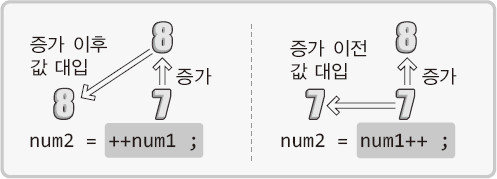 증가 이후
값 대입
8
8
증가
7
num2 = ++num1 ;
증가 이전
값 대입
8
증가
7
7
num2 = num1++ ;